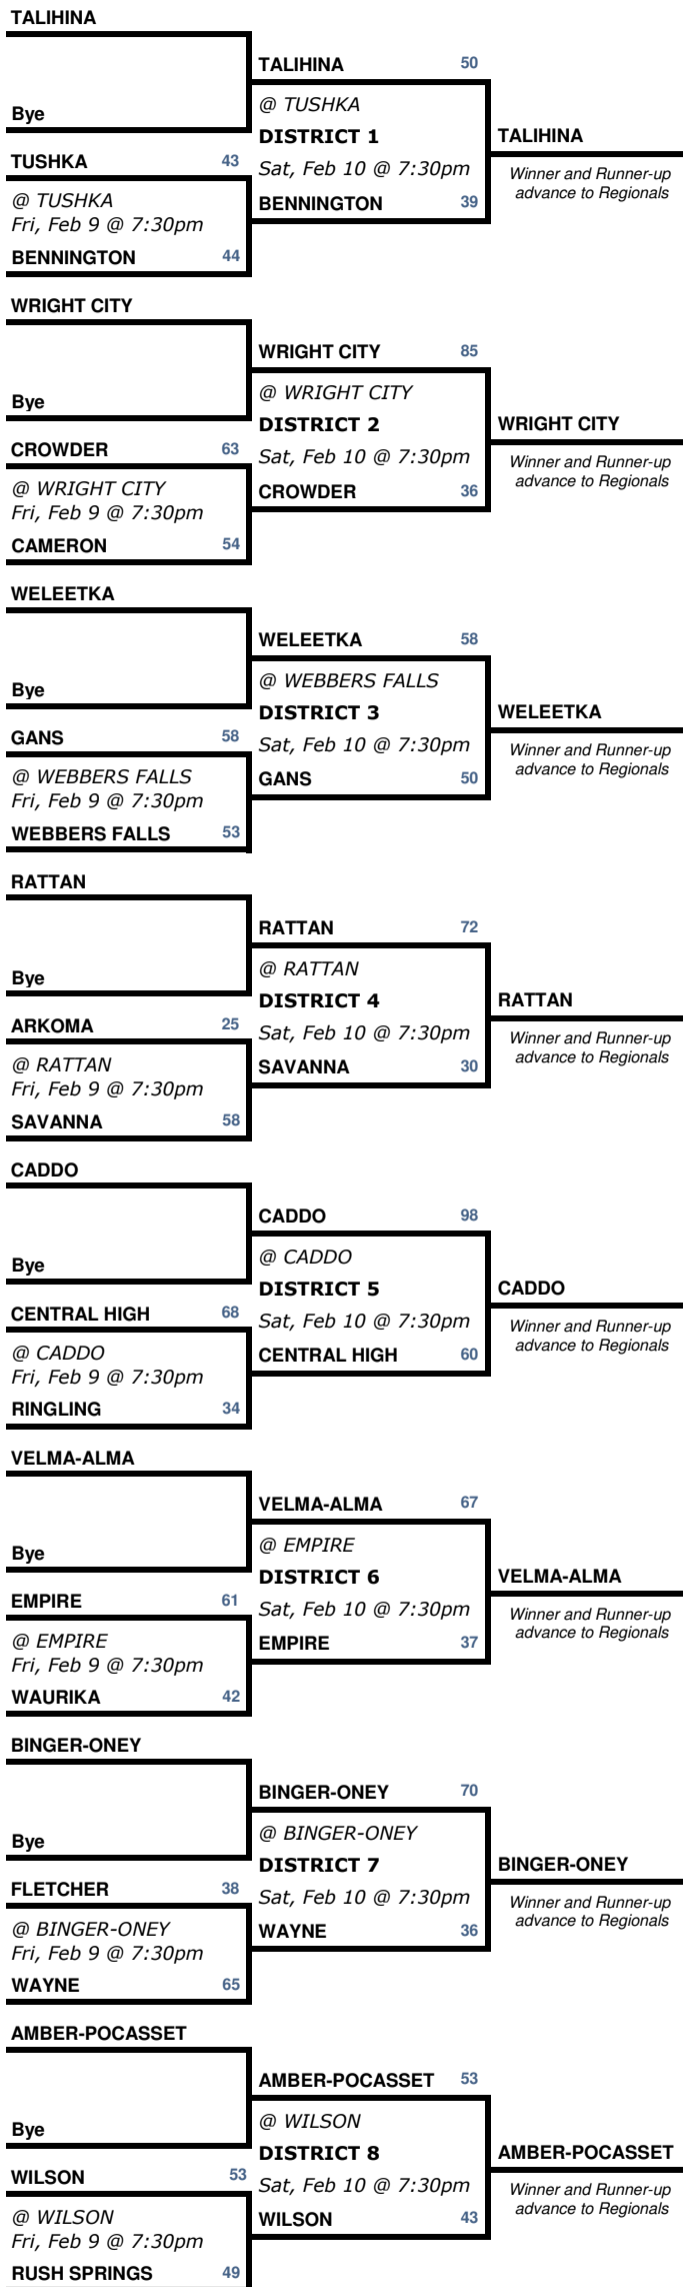 TALIHINA
TALIHINA 50
@ TUSHKA
Bye
DISTRICT 1
TALIHINA
TUSHKA 43
Sat, Feb 10 @ 7:30pm
Winner and Runner-up
advance to Regionals
@ TUSHKA
BENNINGTON 39
Fri, Feb 9 @ 7:30pm
BENNINGTON 44
WRIGHT CITY
WRIGHT CITY 85
@ WRIGHT CITY
Bye
DISTRICT 2
WRIGHT CITY
CROWDER 63
Sat, Feb 10 @ 7:30pm
Winner and Runner-up
advance to Regionals
@ WRIGHT CITY
CROWDER 36
Fri, Feb 9 @ 7:30pm
CAMERON 54
WELEETKA
WELEETKA 58
@ WEBBERS FALLS
Bye
DISTRICT 3
WELEETKA
GANS 58
Sat, Feb 10 @ 7:30pm
Winner and Runner-up
advance to Regionals
@ WEBBERS FALLS
GANS 50
Fri, Feb 9 @ 7:30pm
WEBBERS FALLS 53
RATTAN
RATTAN 72
@ RATTAN
Bye
DISTRICT 4
RATTAN
ARKOMA 25
Sat, Feb 10 @ 7:30pm
Winner and Runner-up
advance to Regionals
@ RATTAN
SAVANNA 30
Fri, Feb 9 @ 7:30pm
SAVANNA 58
CADDO
CADDO 98
@ CADDO
Bye
DISTRICT 5
CADDO
CENTRAL HIGH 68
Sat, Feb 10 @ 7:30pm
Winner and Runner-up
advance to Regionals
@ CADDO
CENTRAL HIGH 60
Fri, Feb 9 @ 7:30pm
RINGLING 34
VELMA-ALMA
VELMA-ALMA 67
@ EMPIRE
Bye
DISTRICT 6
VELMA-ALMA
EMPIRE 61
Sat, Feb 10 @ 7:30pm
Winner and Runner-up
advance to Regionals
@ EMPIRE
EMPIRE 37
Fri, Feb 9 @ 7:30pm
WAURIKA 42
BINGER-ONEY
BINGER-ONEY 70
@ BINGER-ONEY
Bye
DISTRICT 7
BINGER-ONEY
FLETCHER 38
Sat, Feb 10 @ 7:30pm
Winner and Runner-up
advance to Regionals
@ BINGER-ONEY
WAYNE 36
Fri, Feb 9 @ 7:30pm
WAYNE 65
AMBER-POCASSET
AMBER-POCASSET 53
@ WILSON
Bye
DISTRICT 8
AMBER-POCASSET
WILSON 53
Sat, Feb 10 @ 7:30pm
Winner and Runner-up
advance to Regionals
@ WILSON
WILSON 43
Fri, Feb 9 @ 7:30pm
RUSH SPRINGS 49